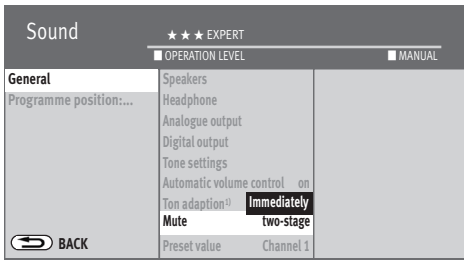 Sound
★ ★ ★ EXPERT
OPERATION LEVEL
MANUAL
General
Programme position:...
Speakers
Headphone
Analogue output
Digital output
Tone settings
Automatic volume control on
Ton adaption¹⁾ Immediately
Mute two-stage
Preset value Channel 1
BACK